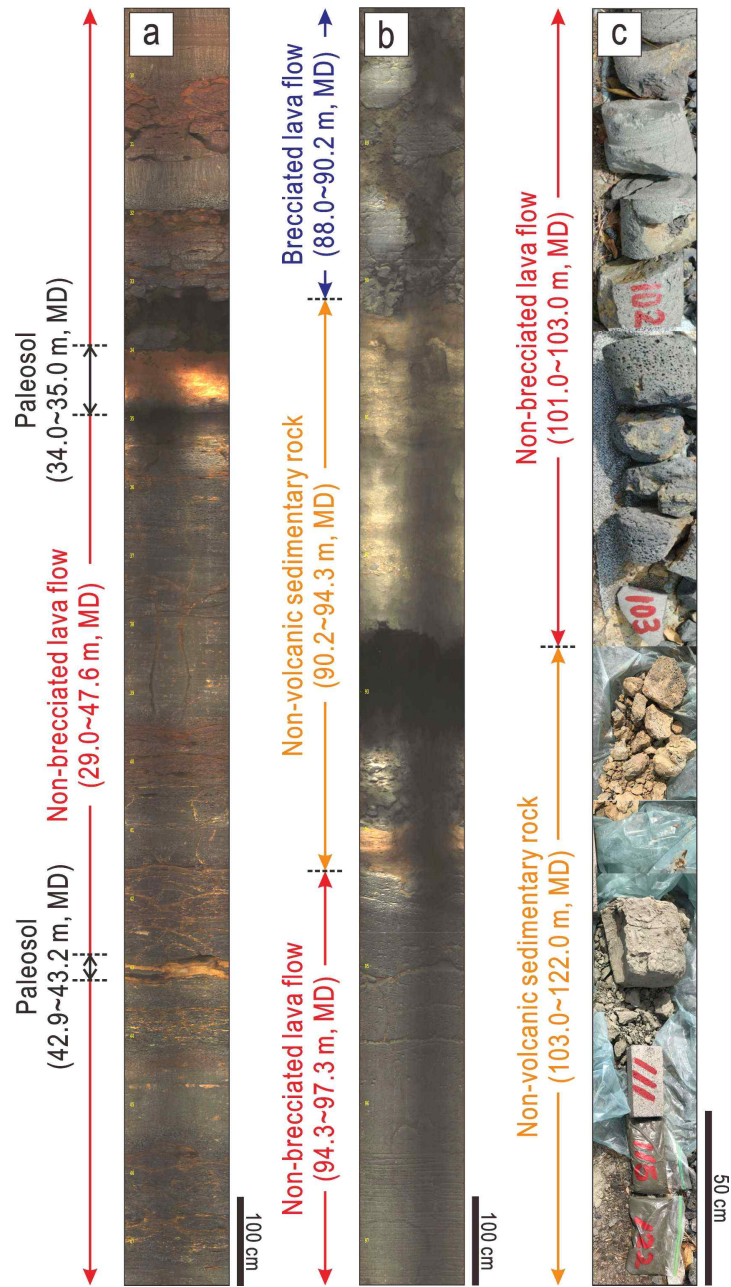 a
Non-brecciated lava flow
(29.0~47.6 m, MD)
Paleosol
(34.0~35.0 m, MD)
Paleosol
(42.9~43.2 m, MD)
100 cm
b
Brecciated lava flow
(88.0~90.2 m, MD)
Non-volcanic sedimentary rock
(90.2~94.3 m, MD)
Non-brecciated lava flow
(94.3~97.3 m, MD)
100 cm
c
Non-brecciated lava flow
(101.0~103.0 m, MD)
Non-volcanic sedimentary rock
(103.0~122.0 m, MD)
102
103
111
115
122
50 cm